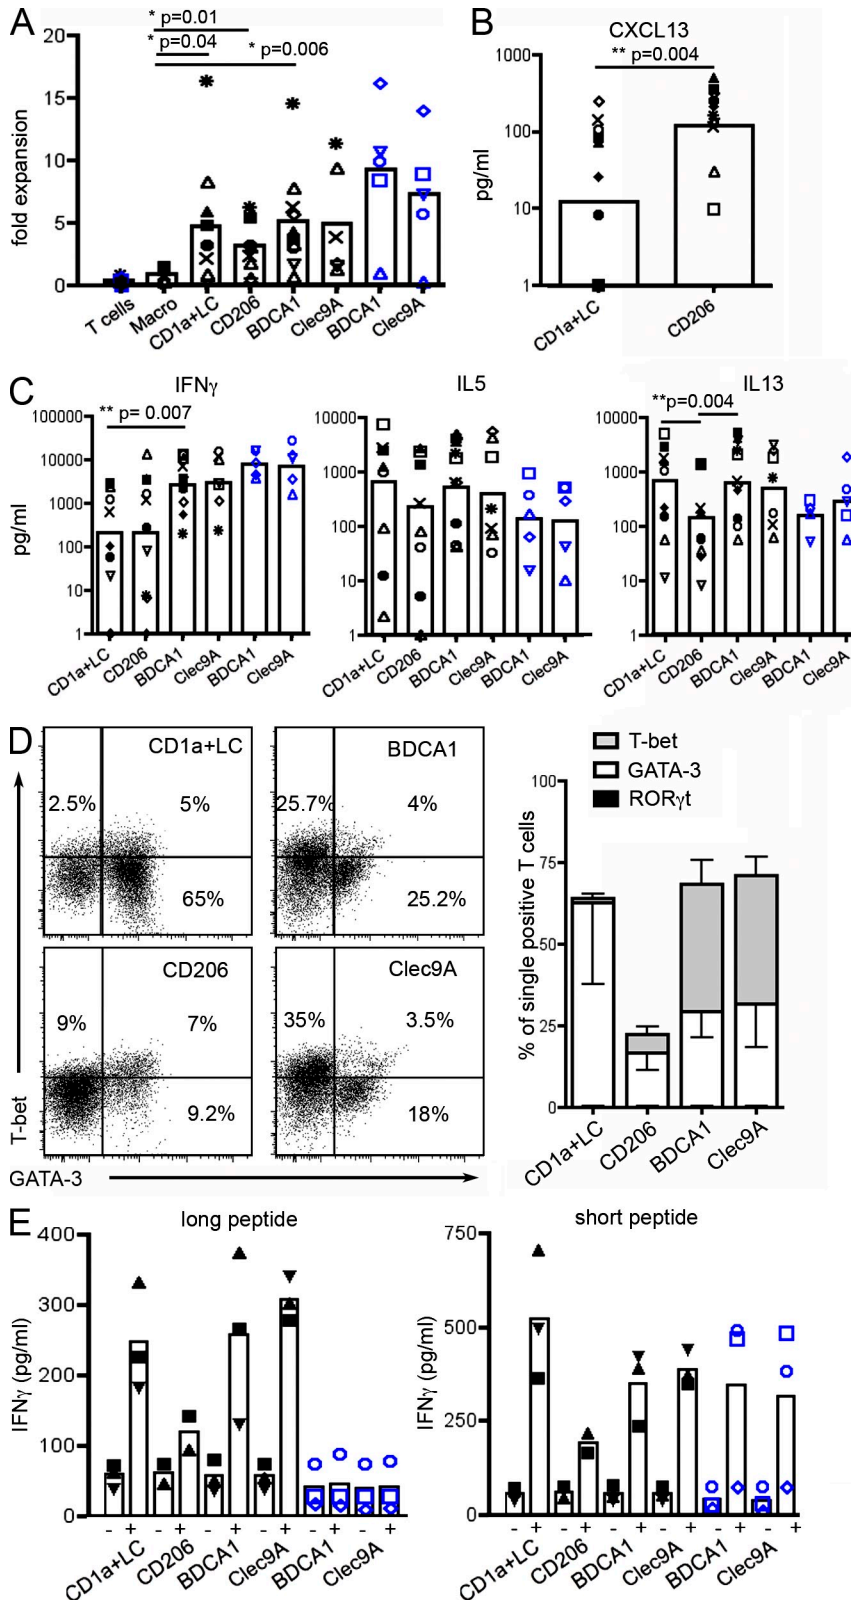 A
* p=0.01
* p=0.04
* p=0.006
fold expansion
20
15
10
5
0
T cells
Macro
CD1a+LC
CD206
BDCA1
Clec9A
BDCA1
Clec9A
B
CXCL13
** p=0.004
pg/ml
1000
100
10
1
CD1a+LC
CD206
C
IFNγ
** p= 0.007
pg/ml
100000
10000
1000
100
10
1
CD1a+LC
CD206
BDCA1
Clec9A
BDCA1
Clec9A
IL5
10000
1000
100
10
1
CD1a+LC
CD206
BDCA1
Clec9A
BDCA1
Clec9A
IL13
**p=0.004
10000
1000
100
10
1
CD1a+LC
CD206
BDCA1
Clec9A
BDCA1
Clec9A
D
CD1a+LC
2.5%
5%
65%
BDCA1
25.7%
4%
25.2%
CD206
9%
7%
9.2%
Clec9A
35%
3.5%
18%
T-bet
GATA-3
T-bet
GATA-3
RORγt
% of single positive T cells
100
75
50
25
0
CD1a+LC
CD206
BDCA1
Clec9A
E
long peptide
IFNγ (pg/ml)
400
300
200
100
0
- + - + - + - + - + - +
CD1a+LC
CD206
BDCA1
Clec9A
BDCA1
Clec9A
short peptide
IFNγ (pg/ml)
750
500
250
0
- + - + - + - + - + - +
CD1a+LC
CD206
BDCA1
Clec9A
BDCA1
Clec9A